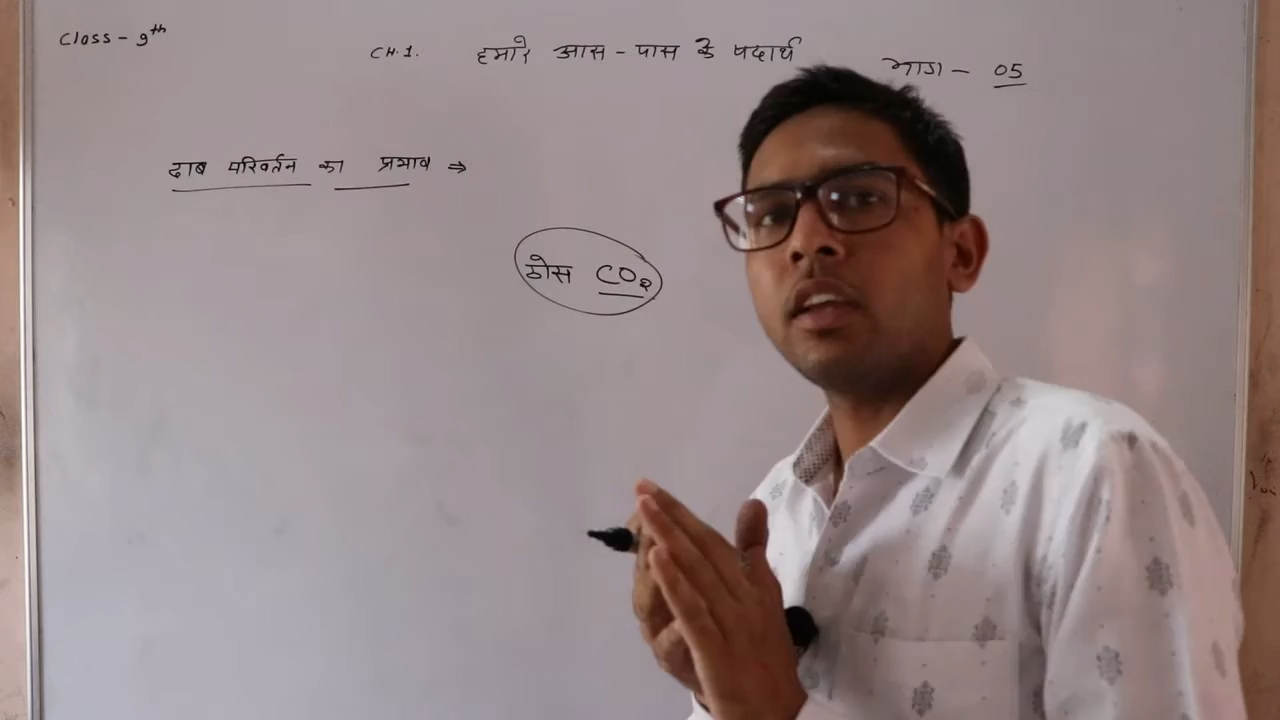 Class - 9th
CH.1. हमारे आस-पास के पदार्थ
भाग - 05
दाब परिवर्तन का प्रभाव ⇒
ठोस CO₂